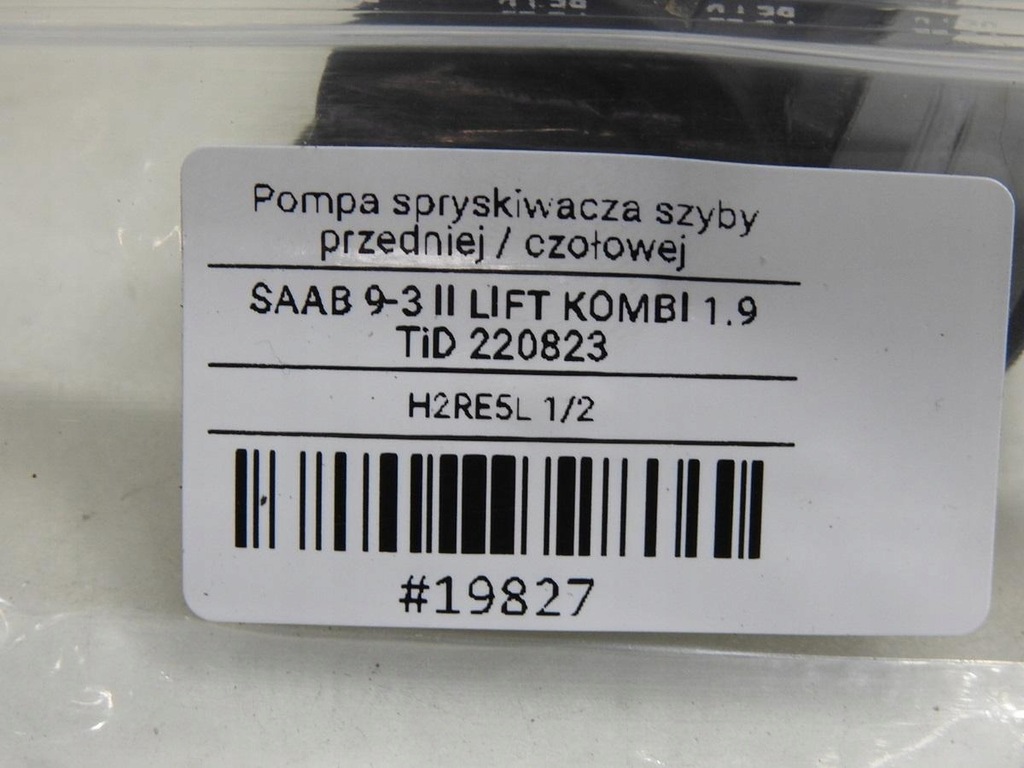 Pompa spryskiwacza szyby
przedniej / czołowej
SAAB 9-3 II LIFT KOMBI 1.9
TiD 220823
H2RE5L 1/2
#19827